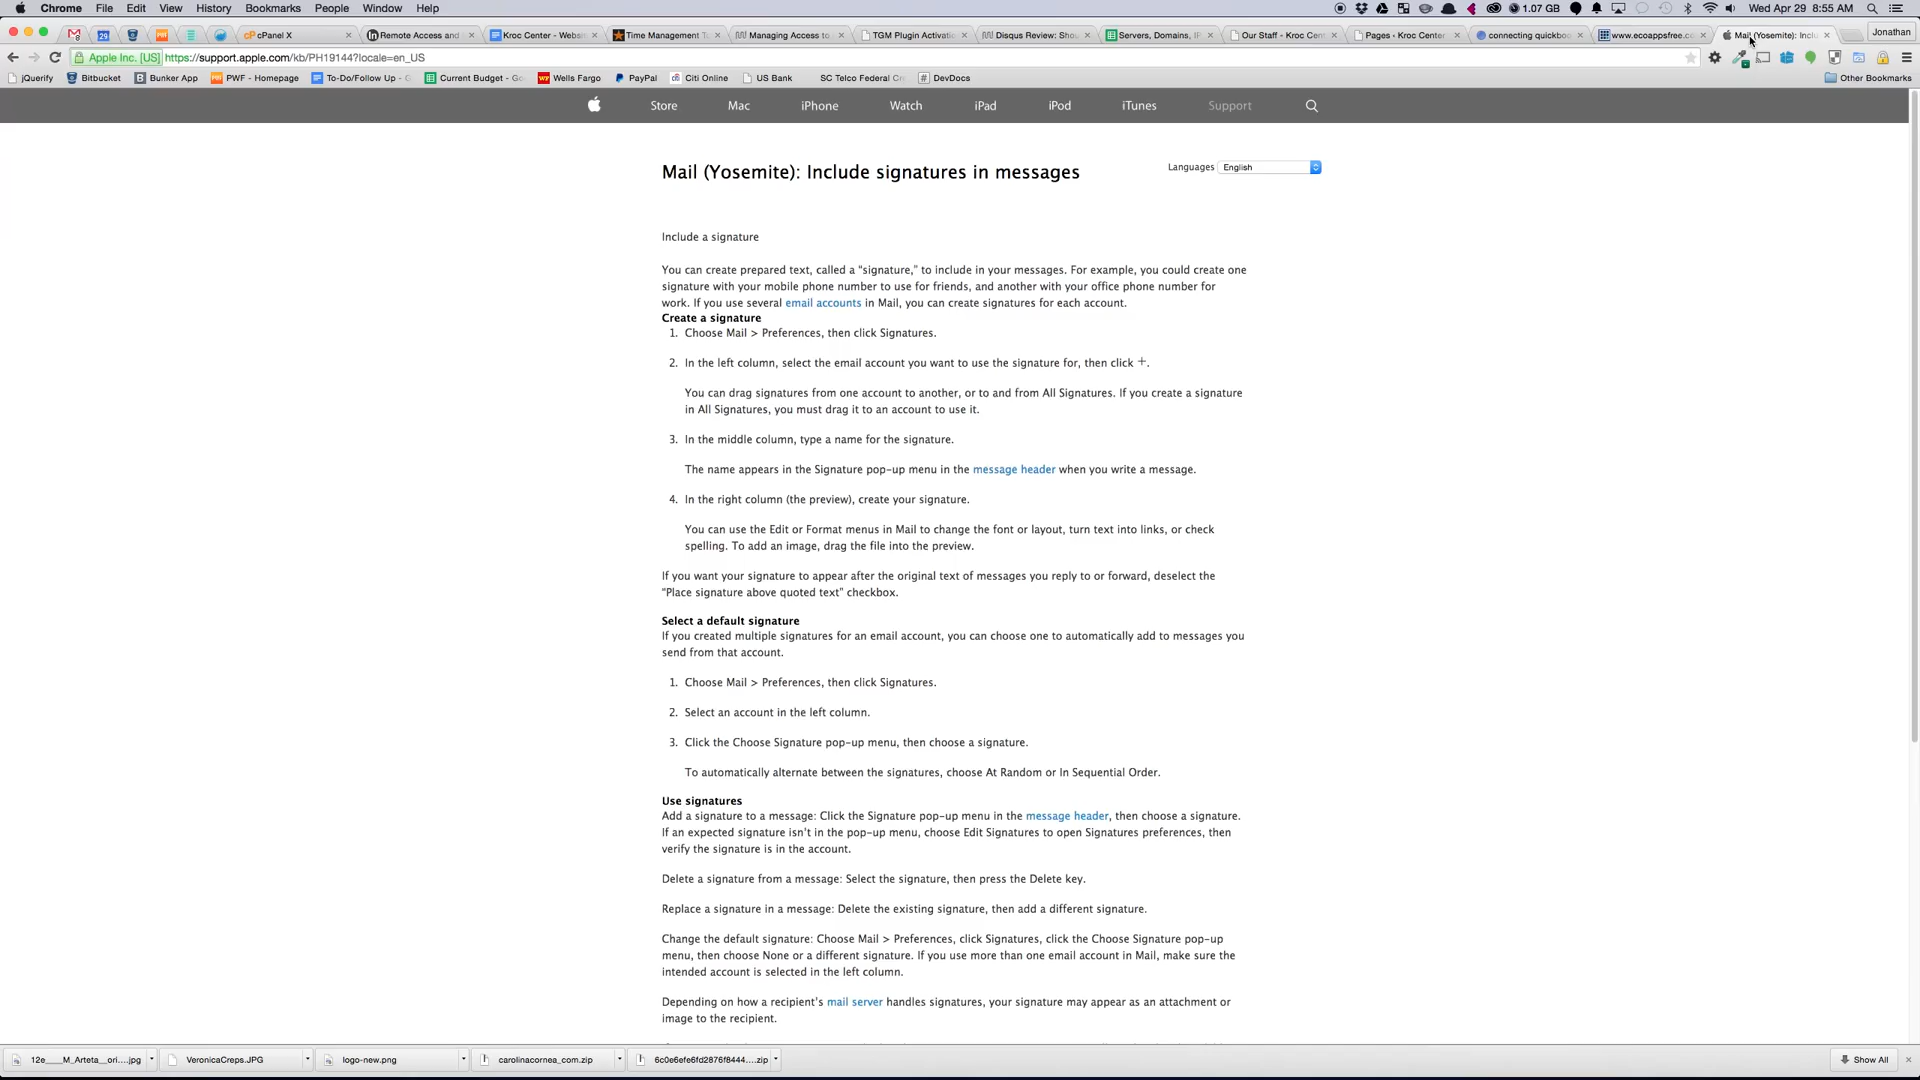 Chrome File Edit View History Bookmarks People Window Help
1.07 GB Wed Apr 29 8:55 AM
cPanel X
Remote Access and
Kroc Center - Websi
Time Management T
Managing Access to
TGM Plugin Activati
Disqus Review: Shou
Servers, Domains, I
Our Staff ‹ Kroc Cen
Pages ‹ Kroc Center
connecting quickboo
www.ecoappsfree.co
Mail (Yosemite): Inclu
Jonathan
Apple Inc. [US] https://support.apple.com/kb/PH19144?locale=en_US
jQuerify Bitbucket Bunker App PWF - Homepage To-Do/Follow Up - Current Budget - Go Wells Fargo PayPal Citi Online US Bank SC Telco Federal Cr DevDocs Other Bookmarks
Store Mac iPhone Watch iPad iPod iTunes Support
Mail (Yosemite): Include signatures in messages
Languages English
Include a signature
You can create prepared text, called a “signature,” to include in your messages. For example, you could create one
signature with your mobile phone number to use for friends, and another with your office phone number for
work. If you use several email accounts in Mail, you can create signatures for each account.
Create a signature
1. Choose Mail > Preferences, then click Signatures.
2. In the left column, select the email account you want to use the signature for, then click +.
You can drag signatures from one account to another, or to and from All Signatures. If you create a signature
in All Signatures, you must drag it to an account to use it.
3. In the middle column, type a name for the signature.
The name appears in the Signature pop-up menu in the message header when you write a message.
4. In the right column (the preview), create your signature.
You can use the Edit or Format menus in Mail to change the font or layout, turn text into links, or check
spelling. To add an image, drag the file into the preview.
If you want your signature to appear after the original text of messages you reply to or forward, deselect the
“Place signature above quoted text” checkbox.
Select a default signature
If you created multiple signatures for an email account, you can choose one to automatically add to messages you
send from that account.
1. Choose Mail > Preferences, then click Signatures.
2. Select an account in the left column.
3. Click the Choose Signature pop-up menu, then choose a signature.
To automatically alternate between the signatures, choose At Random or In Sequential Order.
Use signatures
Add a signature to a message: Click the Signature pop-up menu in the message header, then choose a signature.
If an expected signature isn’t in the pop-up menu, choose Edit Signatures to open Signatures preferences, then
verify the signature is in the account.
Delete a signature from a message: Select the signature, then press the Delete key.
Replace a signature in a message: Delete the existing signature, then add a different signature.
Change the default signature: Choose Mail > Preferences, click Signatures, click the Choose Signature pop-up
menu, then choose None or a different signature. If you use more than one email account in Mail, make sure the
intended account is selected in the left column.
Depending on how a recipient’s mail server handles signatures, your signature may appear as an attachment or
image to the recipient.
12e____M_Arteta__ori....jpg VeronicaCreps.JPG logo-new.png carolinacornea_com.zip 6c0e6efe6fd2876f8444....zip Show All